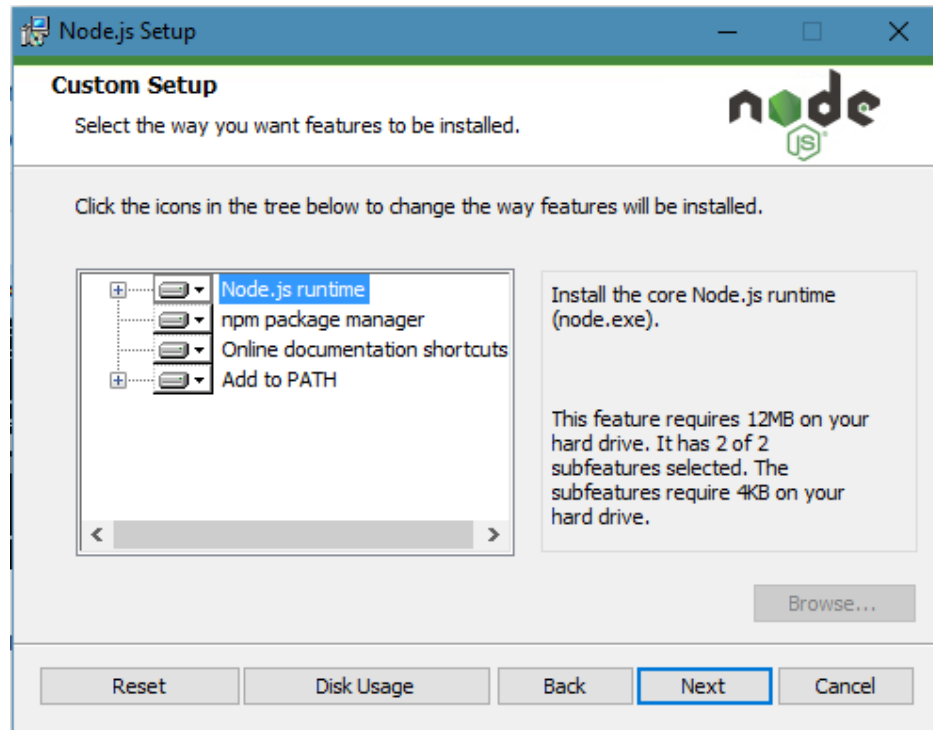 Node.js Setup
Custom Setup
Select the way you want features to be installed.
node
JS
Click the icons in the tree below to change the way features will be installed.
Node.js runtime
npm package manager
Online documentation shortcuts
Add to PATH
Install the core Node.js runtime
(node.exe).
This feature requires 12MB on your
hard drive. It has 2 of 2
subfeatures selected. The
subfeatures require 4KB on your
hard drive.
Browse...
Reset
Disk Usage
Back
Next
Cancel